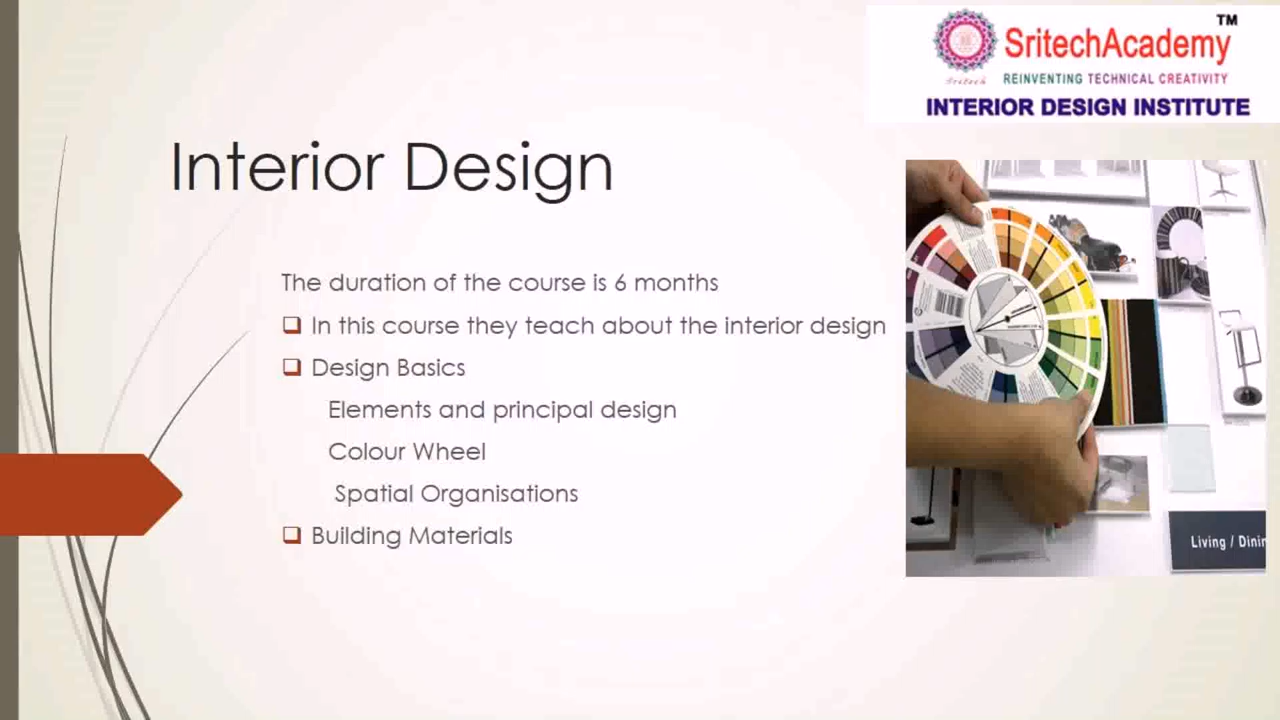 TM
SritechAcademy
Sritech
REINVENTING TECHNICAL CREATIVITY
INTERIOR DESIGN INSTITUTE
Interior Design
The duration of the course is 6 months
In this course they teach about the interior design
Design Basics
Elements and principal design
Colour Wheel
Spatial Organisations
Building Materials
Living / Dinin